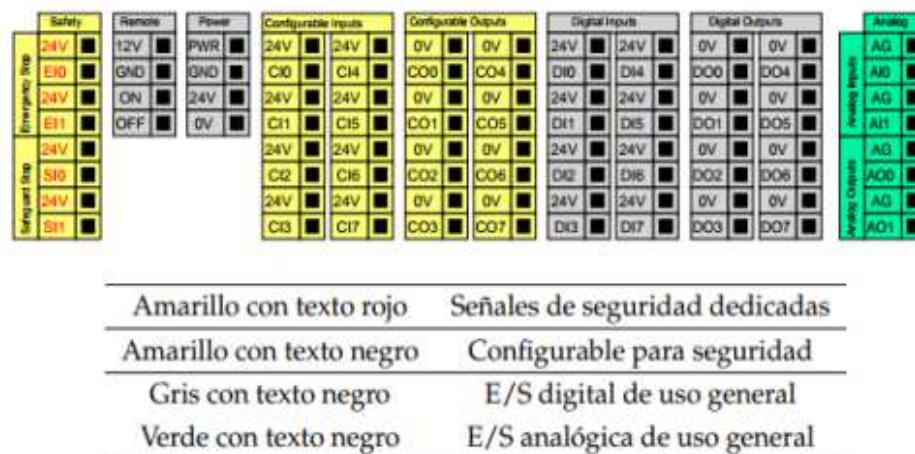 Safety Remote Power Configurable Inputs Configurable Outputs Digital Inputs Digital Outputs Analog
Emergency Stop
Safeguard Stop
Analog Inputs
Analog Outputs
24V 12V PWR 24V 24V 0V 0V 24V 24V 0V 0V AG
EI0 GND GND CI0 CI4 CO0 CO4 DI0 DI4 DO0 DO4 AI0
24V ON 24V 24V 24V 0V 0V 24V 24V 0V 0V AG
EI1 OFF 0V CI1 CI5 CO1 CO5 DI1 DI5 DO1 DO5 AI1
24V 24V 24V 0V 0V 24V 24V 0V 0V AG
SI0 CI2 CI6 CO2 CO6 DI2 DI6 DO2 DO6 AO0
24V 24V 24V 0V 0V 24V 24V 0V 0V AG
SI1 CI3 CI7 CO3 CO7 DI3 DI7 DO3 DO7 AO1
Amarillo con texto rojo Señales de seguridad dedicadas
Amarillo con texto negro Configurable para seguridad
Gris con texto negro E/S digital de uso general
Verde con texto negro E/S analógica de uso general